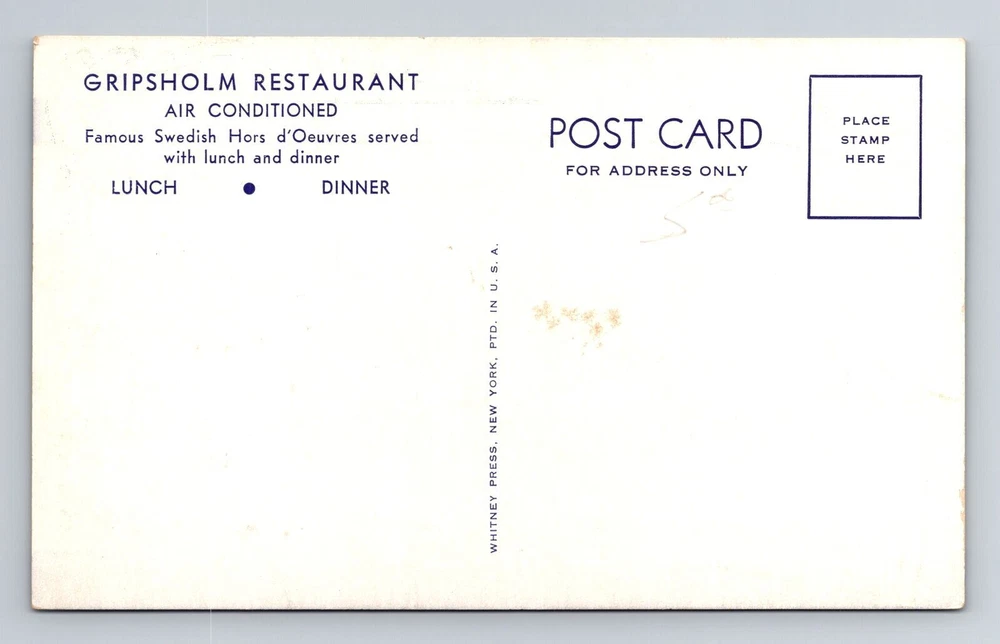 GRIPSHOLM RESTAURANT
AIR CONDITIONED
Famous Swedish Hors d'Oeuvres served
with lunch and dinner
LUNCH ● DINNER
POST CARD
FOR ADDRESS ONLY
PLACE
STAMP
HERE
WHITNEY PRESS, NEW YORK, PTD. IN U. S. A.